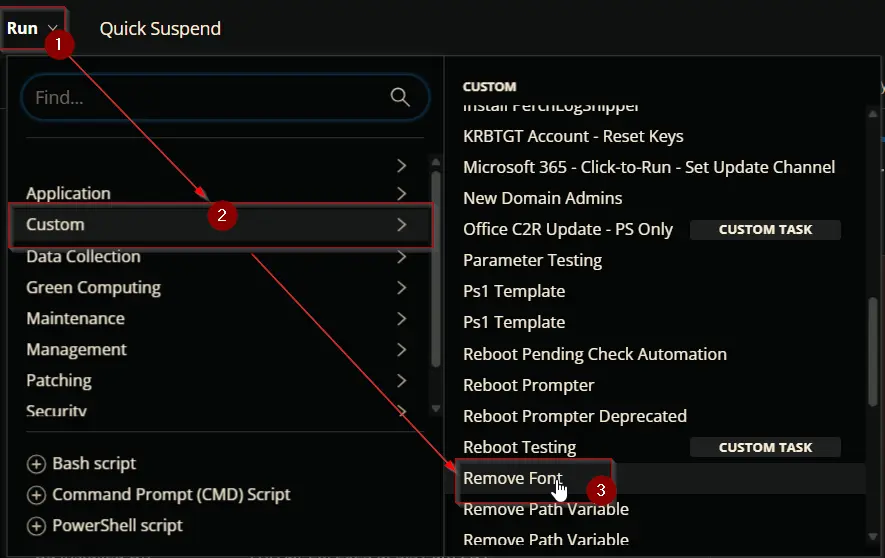 Run
Quick Suspend
1
Find...
2
Application
Custom
Data Collection
Green Computing
Maintenance
Management
Patching
Security
Bash script
Command Prompt (CMD) Script
PowerShell script
CUSTOM
Install PerchLogShipper
KRBTGT Account - Reset Keys
Microsoft 365 - Click-to-Run - Set Update Channel
New Domain Admins
Office C2R Update - PS Only CUSTOM TASK
Parameter Testing
Ps1 Template
Ps1 Template
Reboot Pending Check Automation
Reboot Prompter
Reboot Prompter Deprecated
Reboot Testing CUSTOM TASK
Remove Font
3
Remove Path Variable
Remove Path Variable